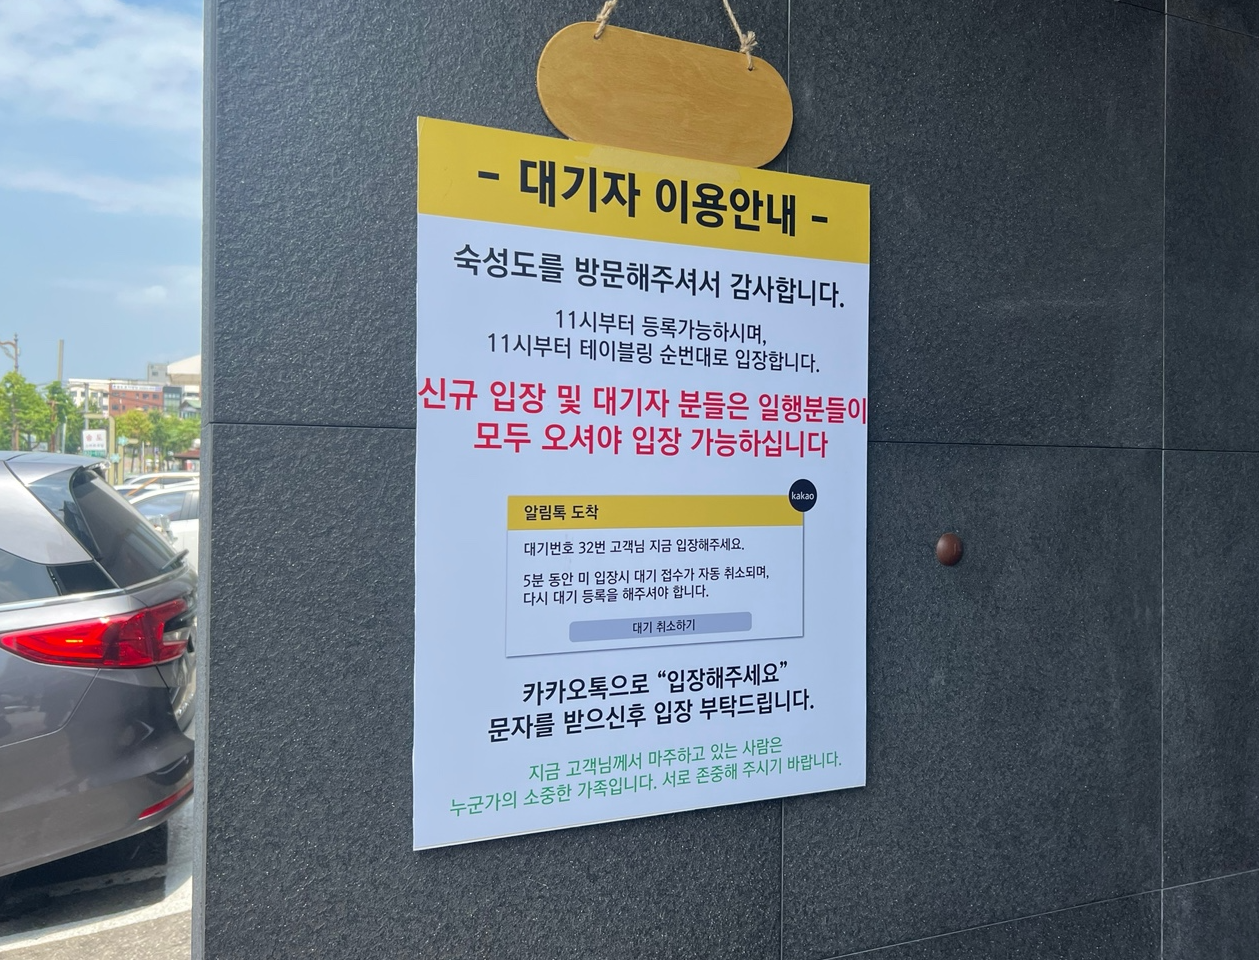 - 대기자 이용안내 -
숙성도를 방문해주셔서 감사합니다.
11시부터 등록가능하시며,
11시부터 테이블링 순번대로 입장합니다.
신규 입장 및 대기자 분들은 일행분들이
모두 오셔야 입장 가능하십니다
kakao
알림톡 도착
대기번호 32번 고객님 지금 입장해주세요.
5분 동안 미 입장시 대기 접수가 자동 취소되며,
다시 대기 등록을 해주셔야 합니다.
대기 취소하기
카카오톡으로 “입장해주세요”
문자를 받으신후 입장 부탁드립니다.
지금 고객님께서 마주하고 있는 사람은
누군가의 소중한 가족입니다. 서로 존중해 주시기 바랍니다.